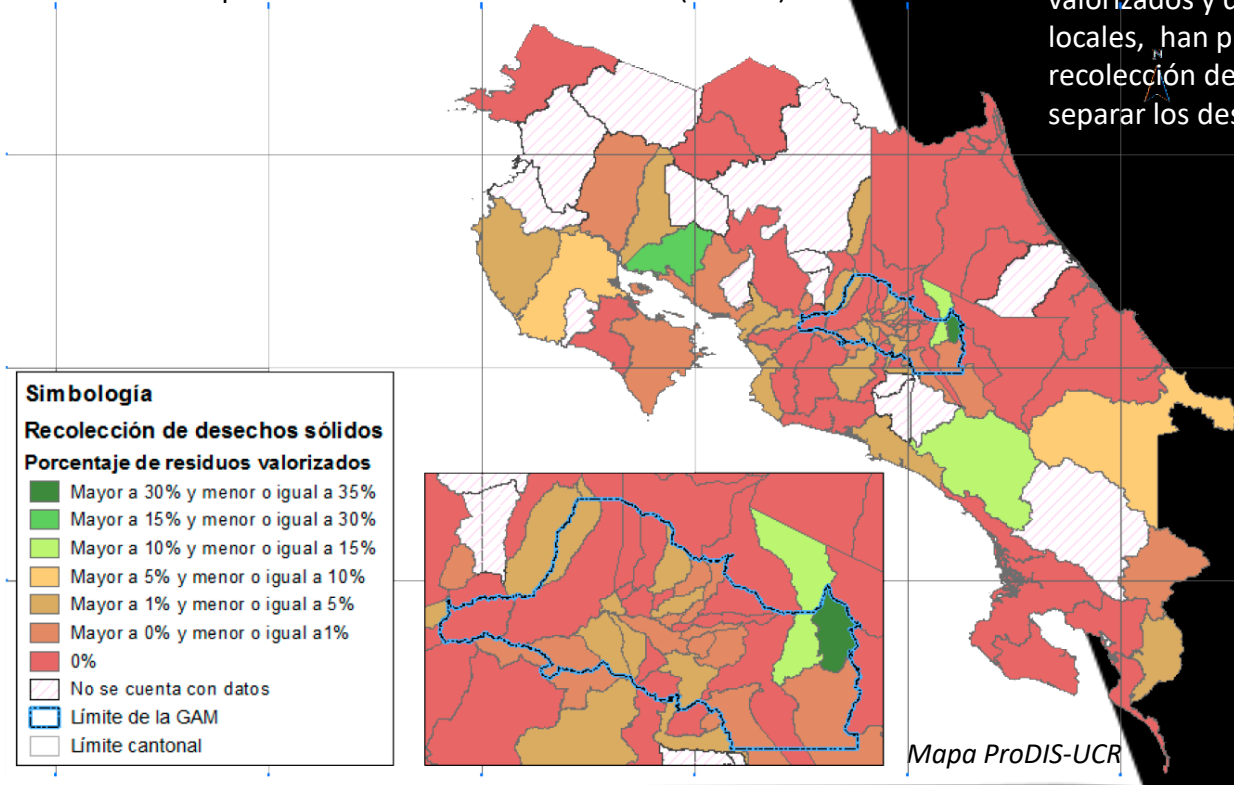 valorizados y d
locales, han p
recolección de
separar los des
N
Simbología
Recolección de desechos sólidos
Porcentaje de residuos valorizados
Mayor a 30% y menor o igual a 35%
Mayor a 15% y menor o igual a 30%
Mayor a 10% y menor o igual a 15%
Mayor a 5% y menor o igual a 10%
Mayor a 1% y menor o igual a 5%
Mayor a 0% y menor o igual a1%
0%
No se cuenta con datos
Límite de la GAM
Límite cantonal
Mapa ProDIS-UCR